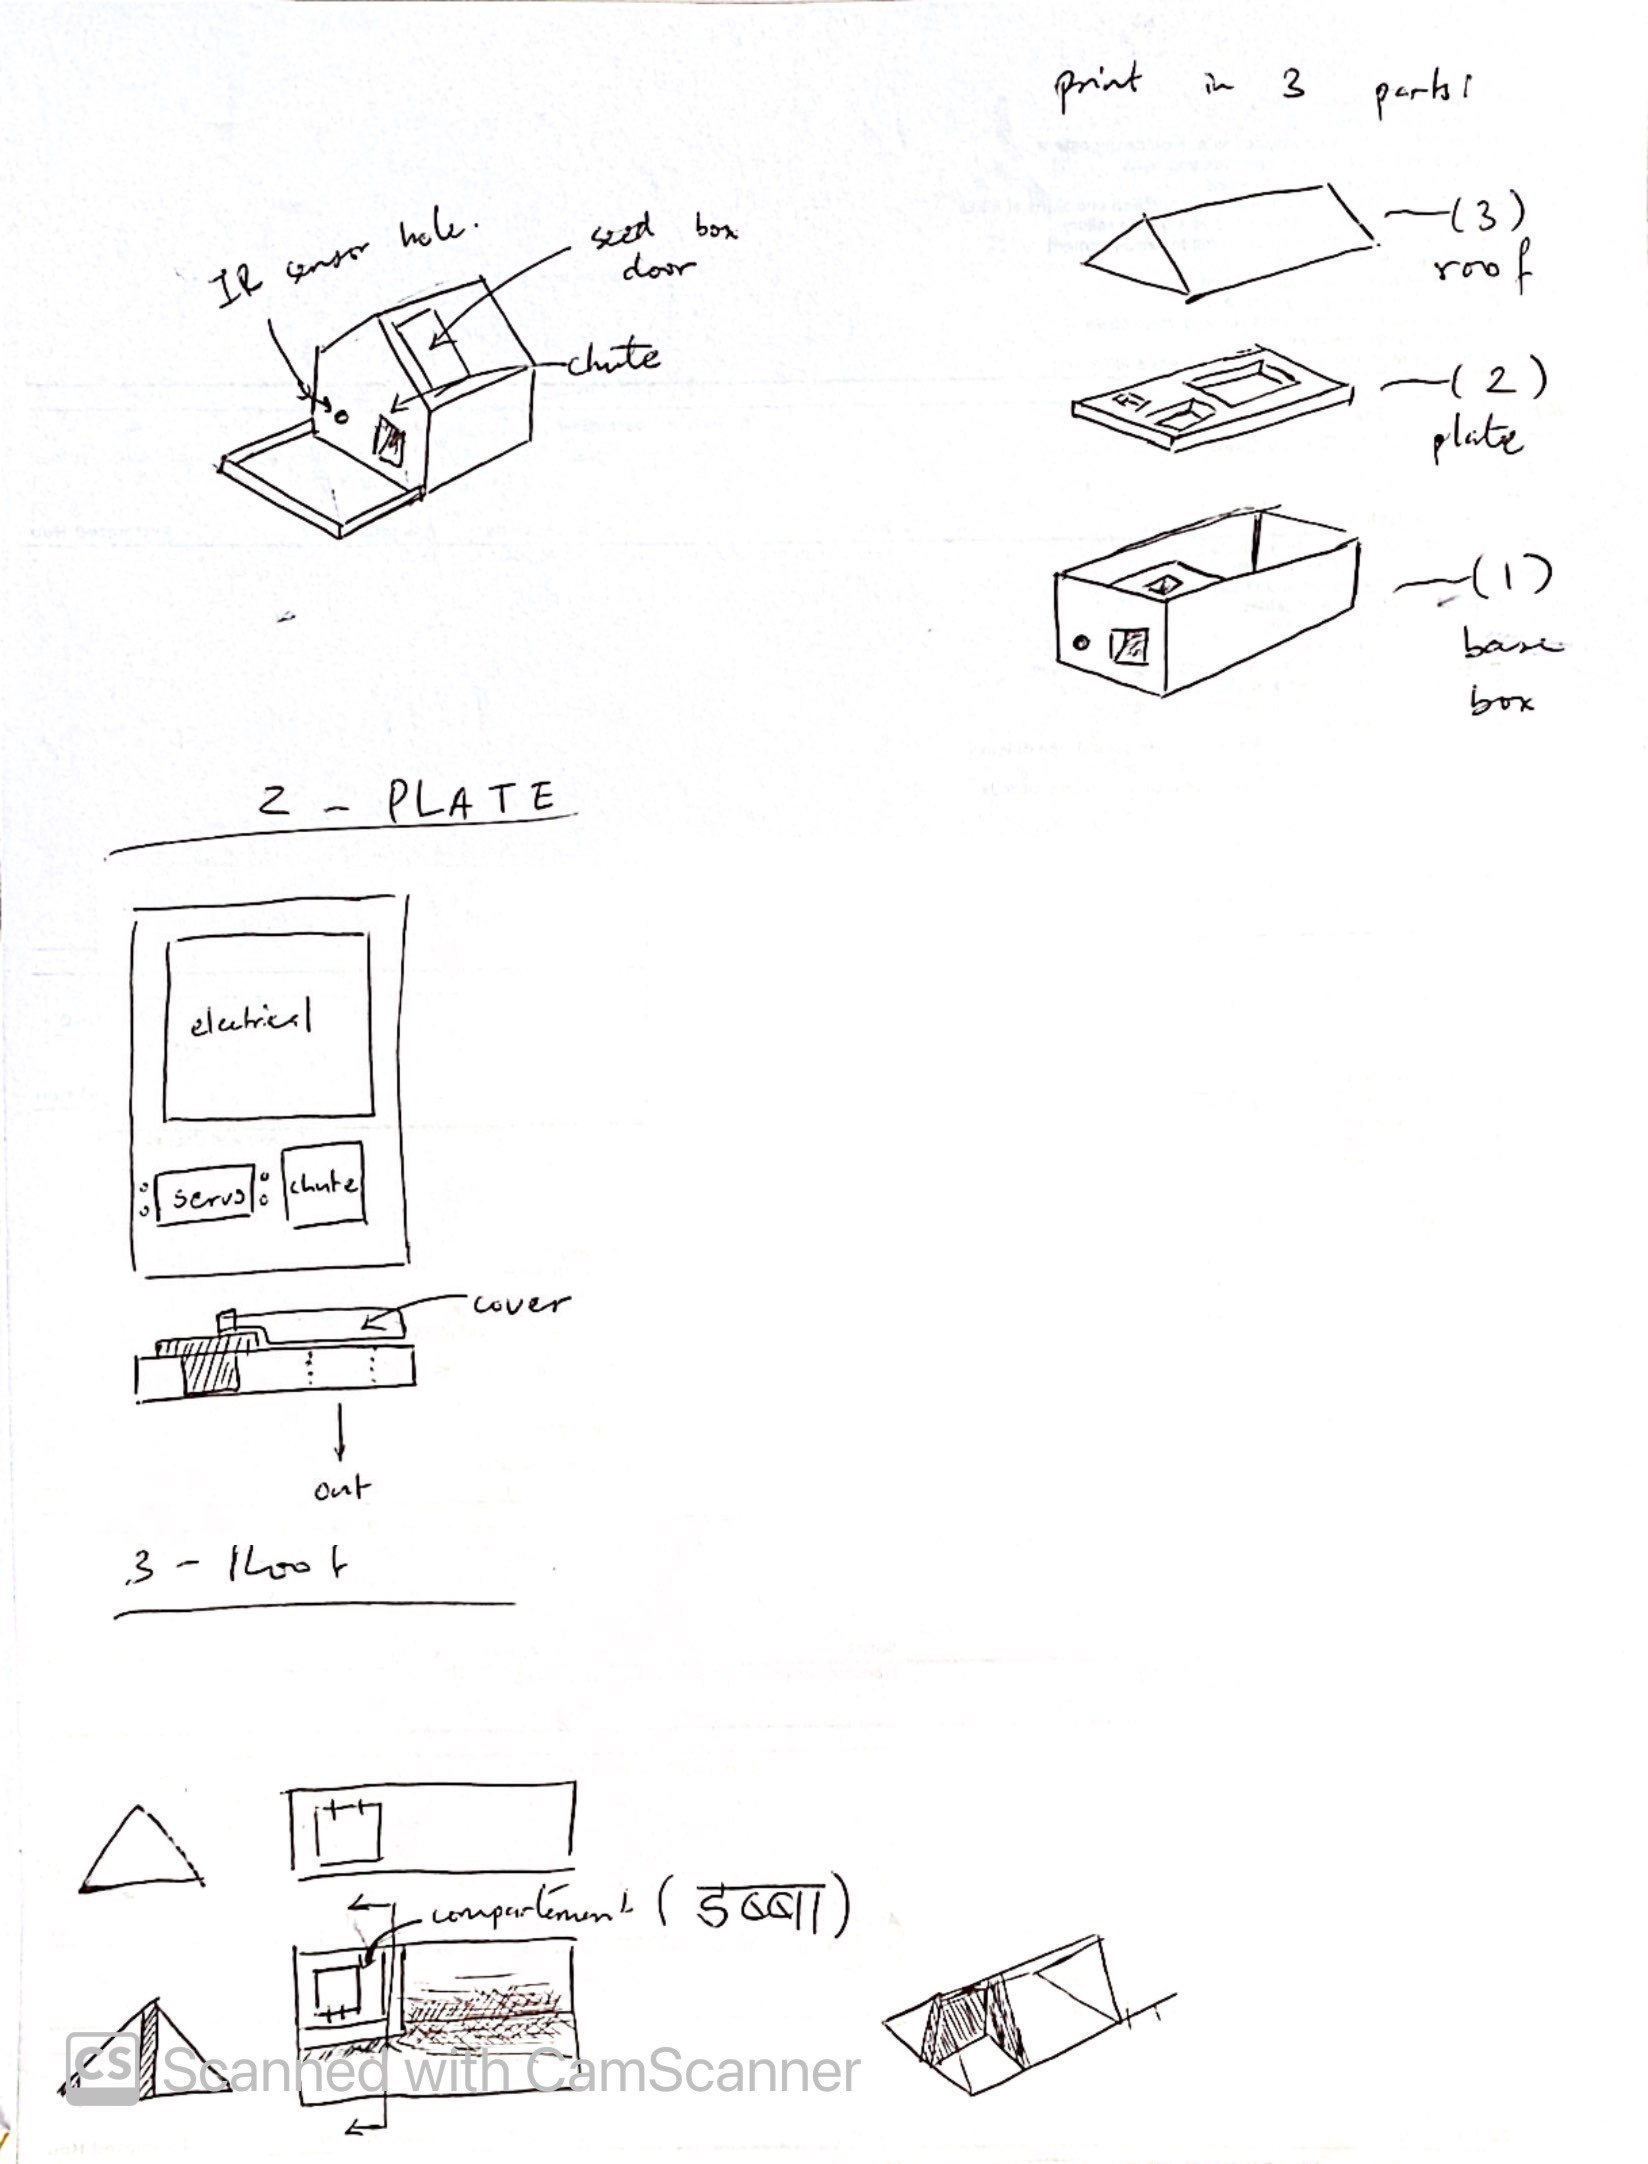 print in 3 parts:
IR sensor hole.
seed box
door
chute
(3)
roof
(2)
plate
(1)
base
box
2 - PLATE
electrical
servo
chute
cover
out
3 - Roof
compartment (डब्बा)
CS Scanned with CamScanner